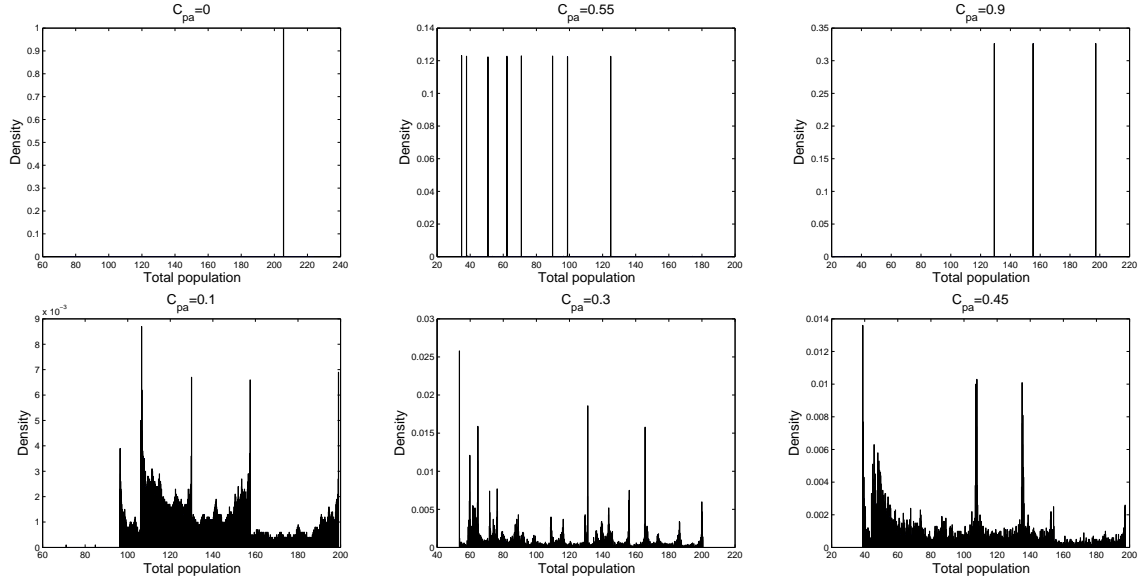 C_pa=0
1
0.9
0.8
0.7
0.6
0.5
0.4
0.3
0.2
0.1
0
Density
60 80 100 120 140 160 180 200 220 240
Total population
C_pa=0.55
0.14
0.12
0.1
0.08
0.06
0.04
0.02
0
Density
20 40 60 80 100 120 140 160 180 200
Total population
C_pa=0.9
0.35
0.3
0.25
0.2
0.15
0.1
0.05
0
Density
20 40 60 80 100 120 140 160 180 200 220
Total population
C_pa=0.1
x 10^-3
9
8
7
6
5
4
3
2
1
0
Density
60 80 100 120 140 160 180 200
Total population
C_pa=0.3
0.03
0.025
0.02
0.015
0.01
0.005
0
Density
40 60 80 100 120 140 160 180 200 220
Total population
C_pa=0.45
0.014
0.012
0.01
0.008
0.006
0.004
0.002
0
Density
20 40 60 80 100 120 140 160 180 200
Total population